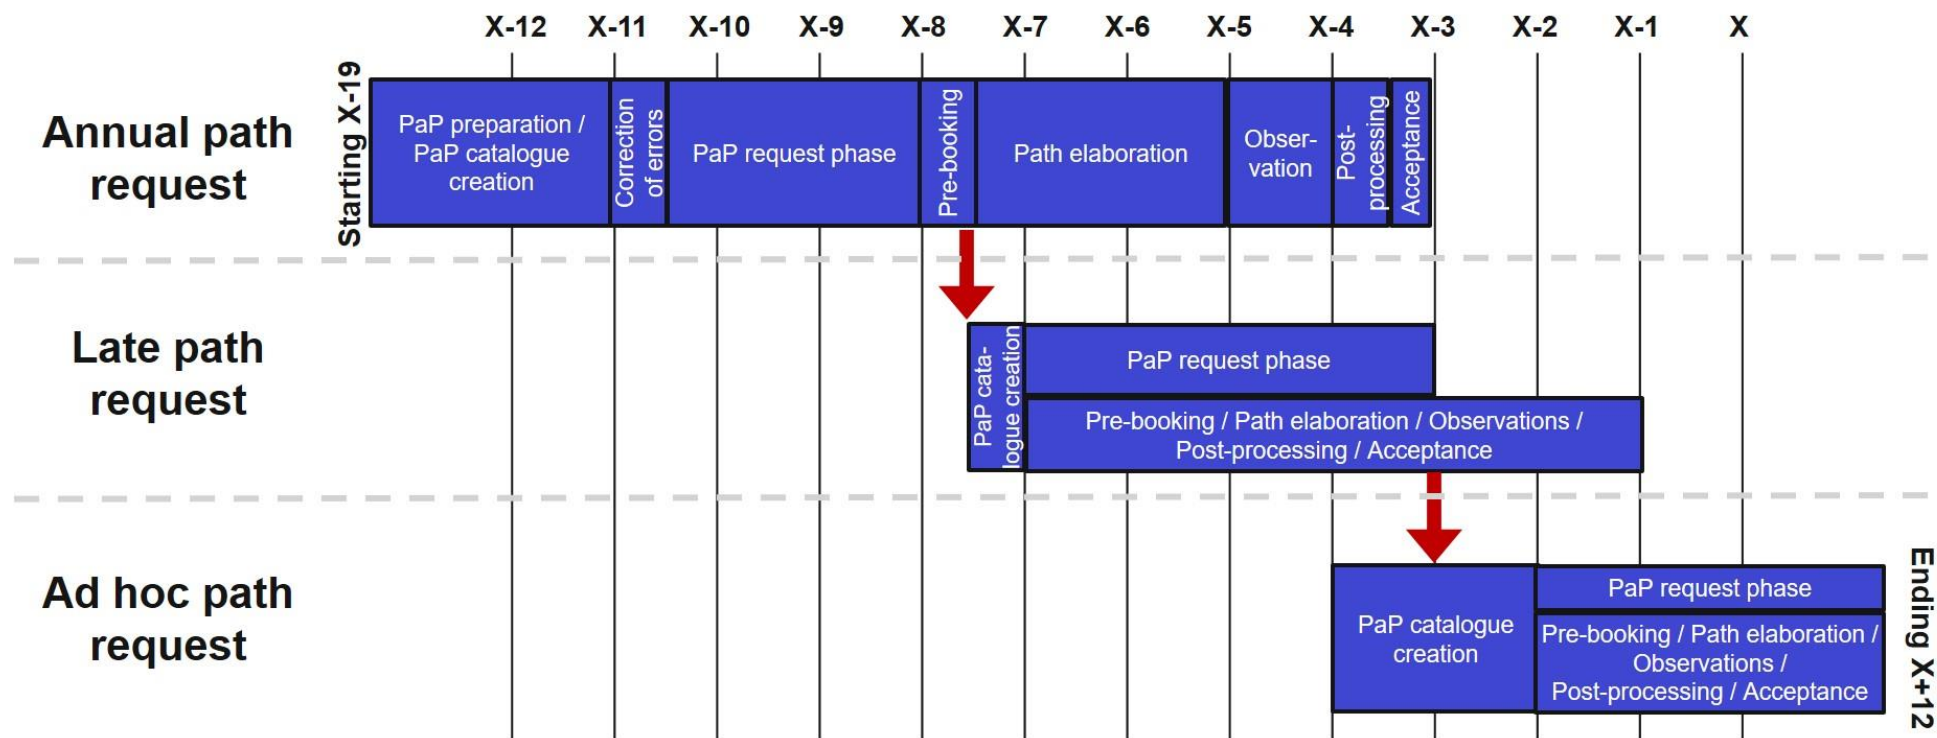 X-12 X-11 X-10 X-9 X-8 X-7 X-6 X-5 X-4 X-3 X-2 X-1 X
Annual path
request
Starting X-19
PaP preparation /
PaP catalogue
creation
Correction
of errors
PaP request phase
Pre-booking
Path elaboration
Obser-
vation
Post-
processing
Acceptance
Late path
request
PaP cata-
logue creation
PaP request phase
Pre-booking / Path elaboration / Observations /
Post-processing / Acceptance
Ad hoc path
request
PaP catalogue
creation
PaP request phase
Pre-booking / Path elaboration /
Observations /
Post-processing / Acceptance
Ending X+12